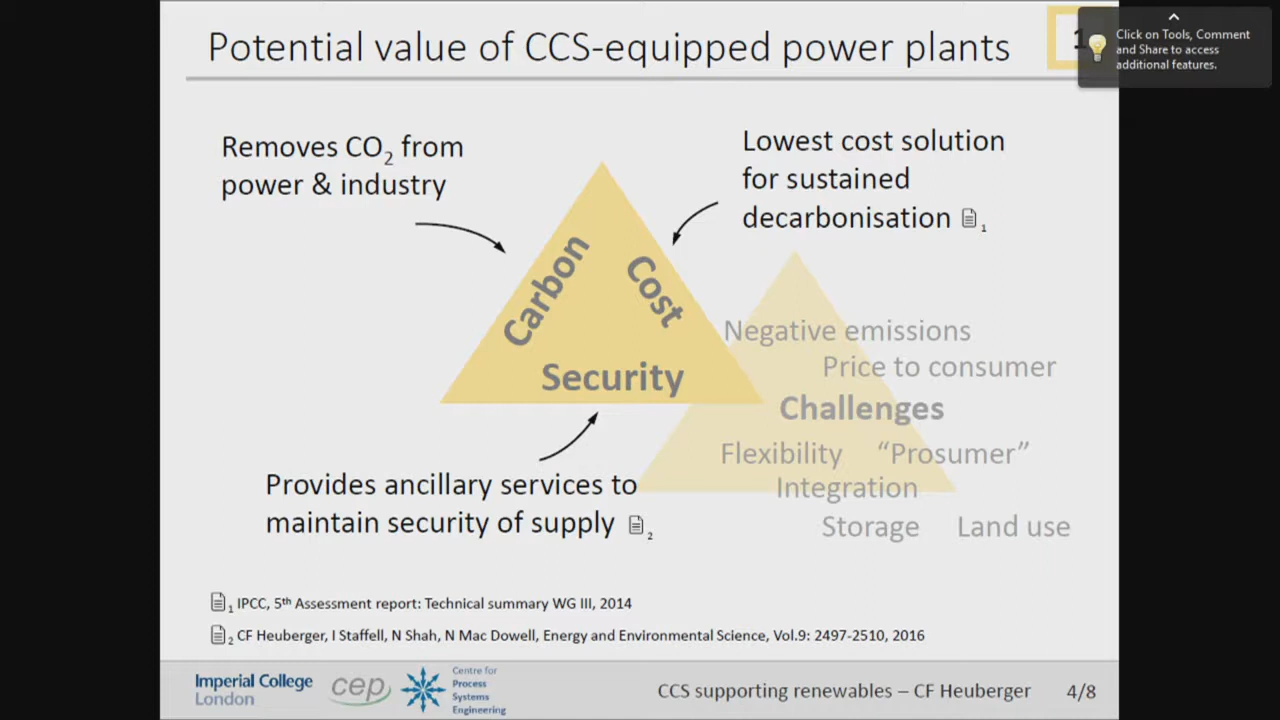 Potential value of CCS-equipped power plants
1
Click on Tools, Comment
and Share to access
additional features.
Removes CO₂ from
power & industry
Lowest cost solution
for sustained
decarbonisation 1
Carbon
Cost
Security
Negative emissions
Price to consumer
Challenges
Flexibility “Prosumer”
Integration
Storage Land use
Provides ancillary services to
maintain security of supply 2
1 IPCC, 5th Assessment report: Technical summary WG III, 2014
2 CF Heuberger, I Staffell, N Shah, N Mac Dowell, Energy and Environmental Science, Vol.9: 2497-2510, 2016
Imperial College
London
cep
Centre for
Process
Systems
Engineering
CCS supporting renewables – CF Heuberger 4/8